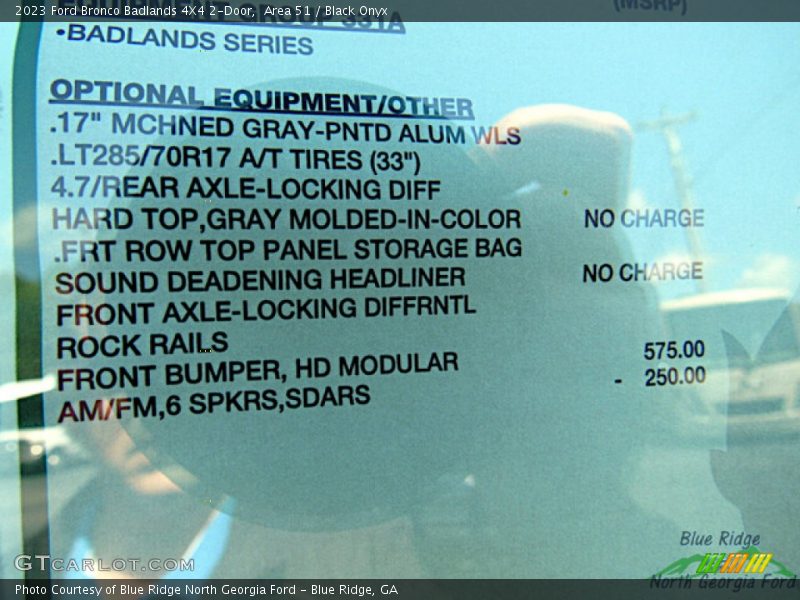 2023 Ford Bronco Badlands 4X4 2-Door, Area 51 / Black Onyx
EQUIPMENT GROUP 331A
(MSRP)
•BADLANDS SERIES
OPTIONAL EQUIPMENT/OTHER
.17" MCHNED GRAY-PNTD ALUM WLS
.LT285/70R17 A/T TIRES (33")
4.7/REAR AXLE-LOCKING DIFF
HARD TOP,GRAY MOLDED-IN-COLOR NO CHARGE
.FRT ROW TOP PANEL STORAGE BAG
SOUND DEADENING HEADLINER NO CHARGE
FRONT AXLE-LOCKING DIFFRNTL
ROCK RAILS
FRONT BUMPER, HD MODULAR 575.00
AM/FM,6 SPKRS,SDARS - 250.00
Blue Ridge
North Georgia Ford
GTCARLOT.COM
Photo Courtesy of Blue Ridge North Georgia Ford – Blue Ridge, GA